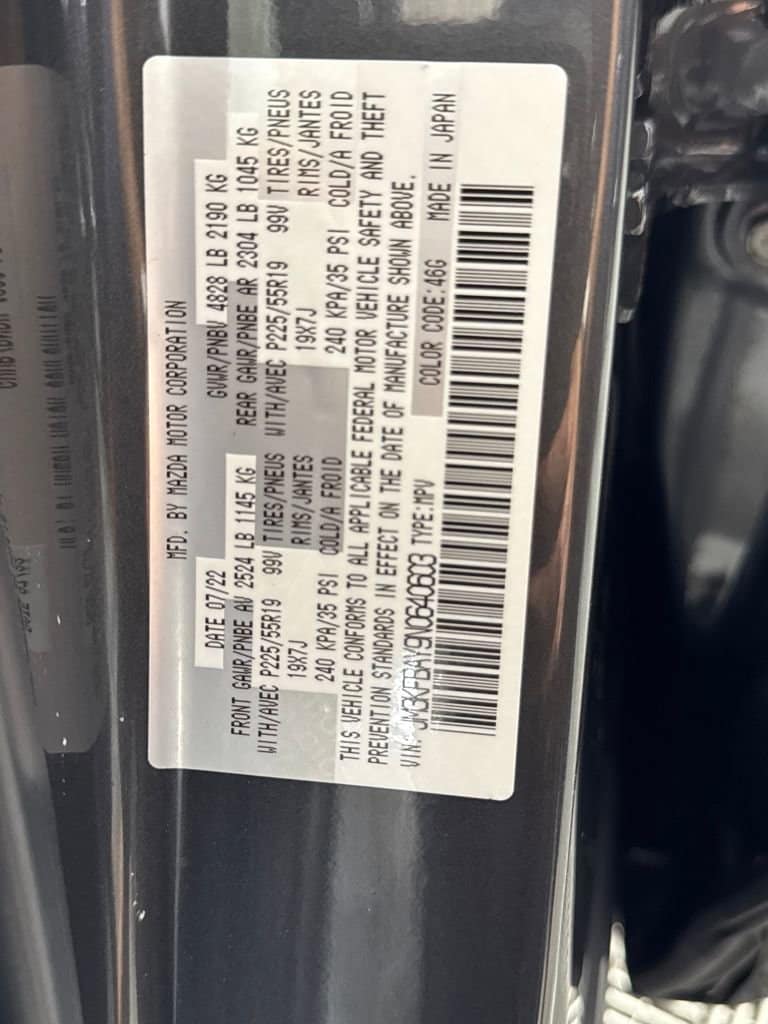 MFD. BY MAZDA MOTOR CORPORATION
DATE 07/22 GVWR/PNBV 4828 LB 2190 KG
FRONT GAWR/PNBE AV 2524 LB 1145 KG REAR GAWR/PNBE AR 2304 LB 1045 KG
WITH/AVEC P225/55R19 99V TIRES/PNEUS WITH/AVEC P225/55R19 99V TIRES/PNEUS
19X7J RIMS/JANTES 19X7J RIMS/JANTES
240 KPA/35 PSI COLD/A FROID 240 KPA/35 PSI COLD/A FROID
THIS VEHICLE CONFORMS TO ALL APPLICABLE FEDERAL MOTOR VEHICLE SAFETY AND THEFT
PREVENTION STANDARDS IN EFFECT ON THE DATE OF MANUFACTURE SHOWN ABOVE.
VIN: JM3KFBAY9N0640603 TYPE:MPV COLOR CODE:46G MADE IN JAPAN